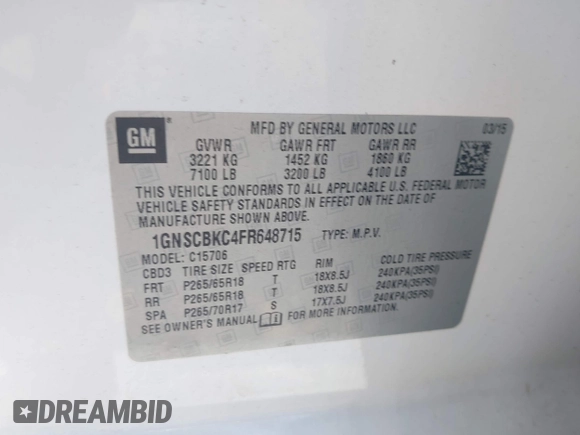 GM
MFD BY GENERAL MOTORS LLC 03/15
GVWR GAWR FRT GAWR RR
3221 KG 1452 KG 1860 KG
7100 LB 3200 LB 4100 LB
THIS VEHICLE CONFORMS TO ALL APPLICABLE U.S. FEDERAL MOTOR
VEHICLE SAFETY STANDARDS IN EFFECT ON THE DATE OF
MANUFACTURE SHOWN ABOVE.
1GNSCBKC4FR648715 TYPE: M.P.V.
MODEL: C15706
CBD3 TIRE SIZE SPEED RTG RIM COLD TIRE PRESSURE
FRT P265/65R18 T 18X8.5J 240KPA(35PSI)
RR P265/65R18 T 18X8.5J 240KPA(35PSI)
SPA P265/70R17 S 17X7.5J 240KPA(35PSI)
SEE OWNER'S MANUAL FOR MORE INFORMATION.
DREAMBID